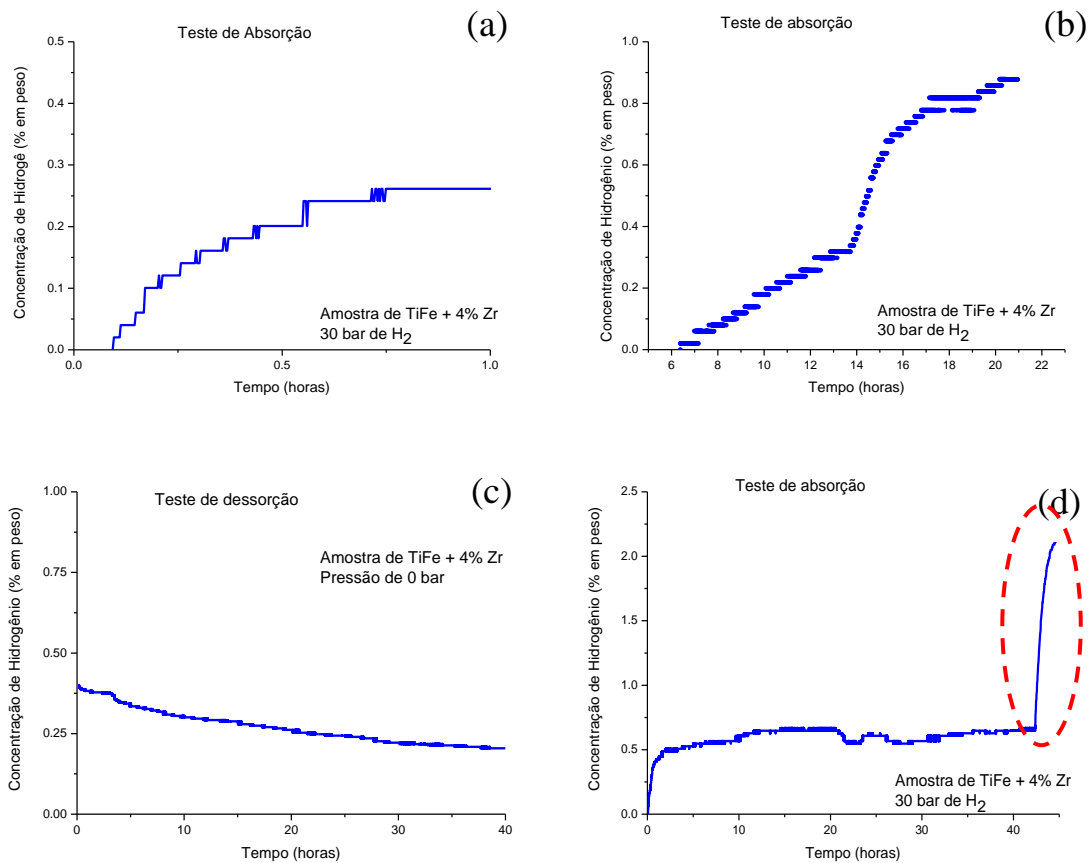 (a)
Teste de Absorção
0.5
0.4
0.3
0.2
0.1
0.0
Concentração de Hidrogê (% em peso)
Amostra de TiFe + 4% Zr
30 bar de H2
0.0
0.5
1.0
Tempo (horas)
(b)
Teste de absorção
1.0
0.8
0.6
0.4
0.2
0.0
Concentração de Hidrogênio (% em peso)
Amostra de TiFe + 4% Zr
30 bar de H2
6 8 10 12 14 16 18 20 22
Tempo (horas)
(c)
Teste de dessorção
1.00
0.75
0.50
0.25
0.00
Concentração de Hidrogênio (% em peso)
Amostra de TiFe + 4% Zr
Pressão de 0 bar
0 10 20 30 40
Tempo (horas)
(d)
Teste de absorção
2.5
2.0
1.5
1.0
0.5
0.0
Concentração de Hidrogênio (% em peso)
Amostra de TiFe + 4% Zr
30 bar de H2
0 10 20 30 40
Tempo (horas)